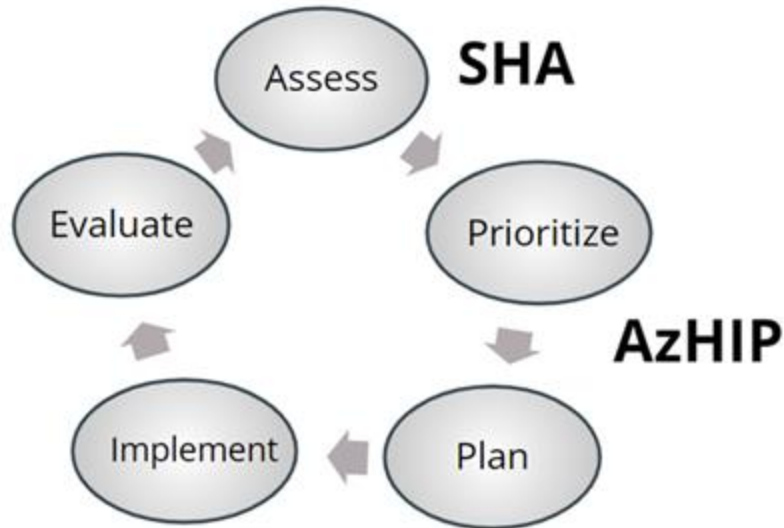 Assess
SHA
Prioritize
AzHIP
Plan
Implement
Evaluate